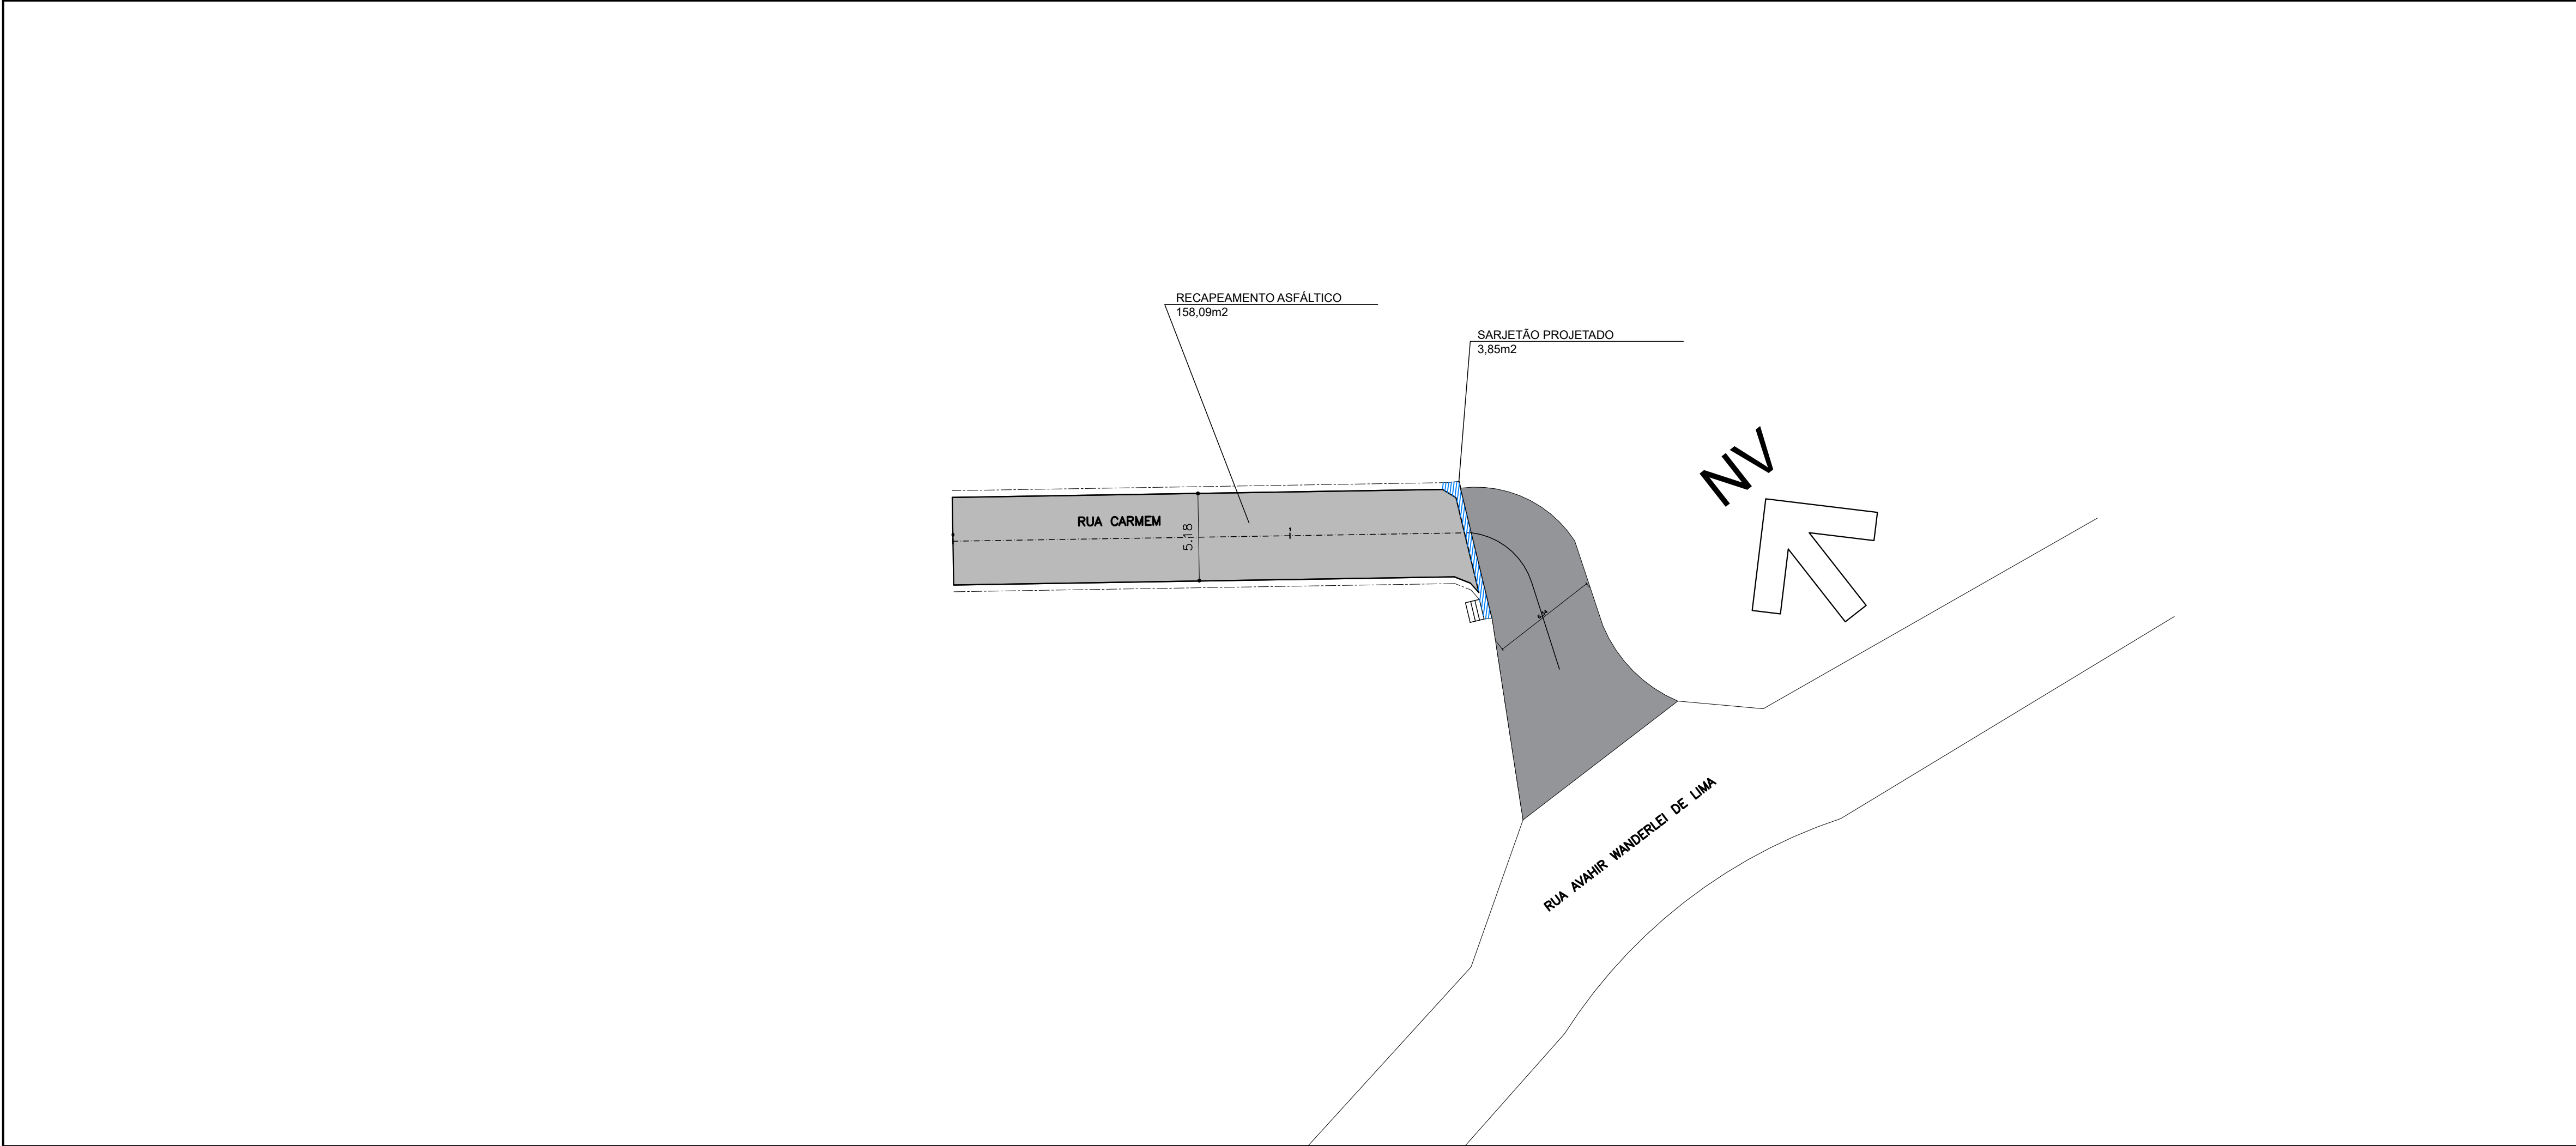 RECAPEAMENTO ASFÁLTICO
158,09m2
SARJETÃO PROJETADO
3,85m2
NV
RUA CARMEM
5.18
RUA AVAHIR WANDERLEI DE LIMA